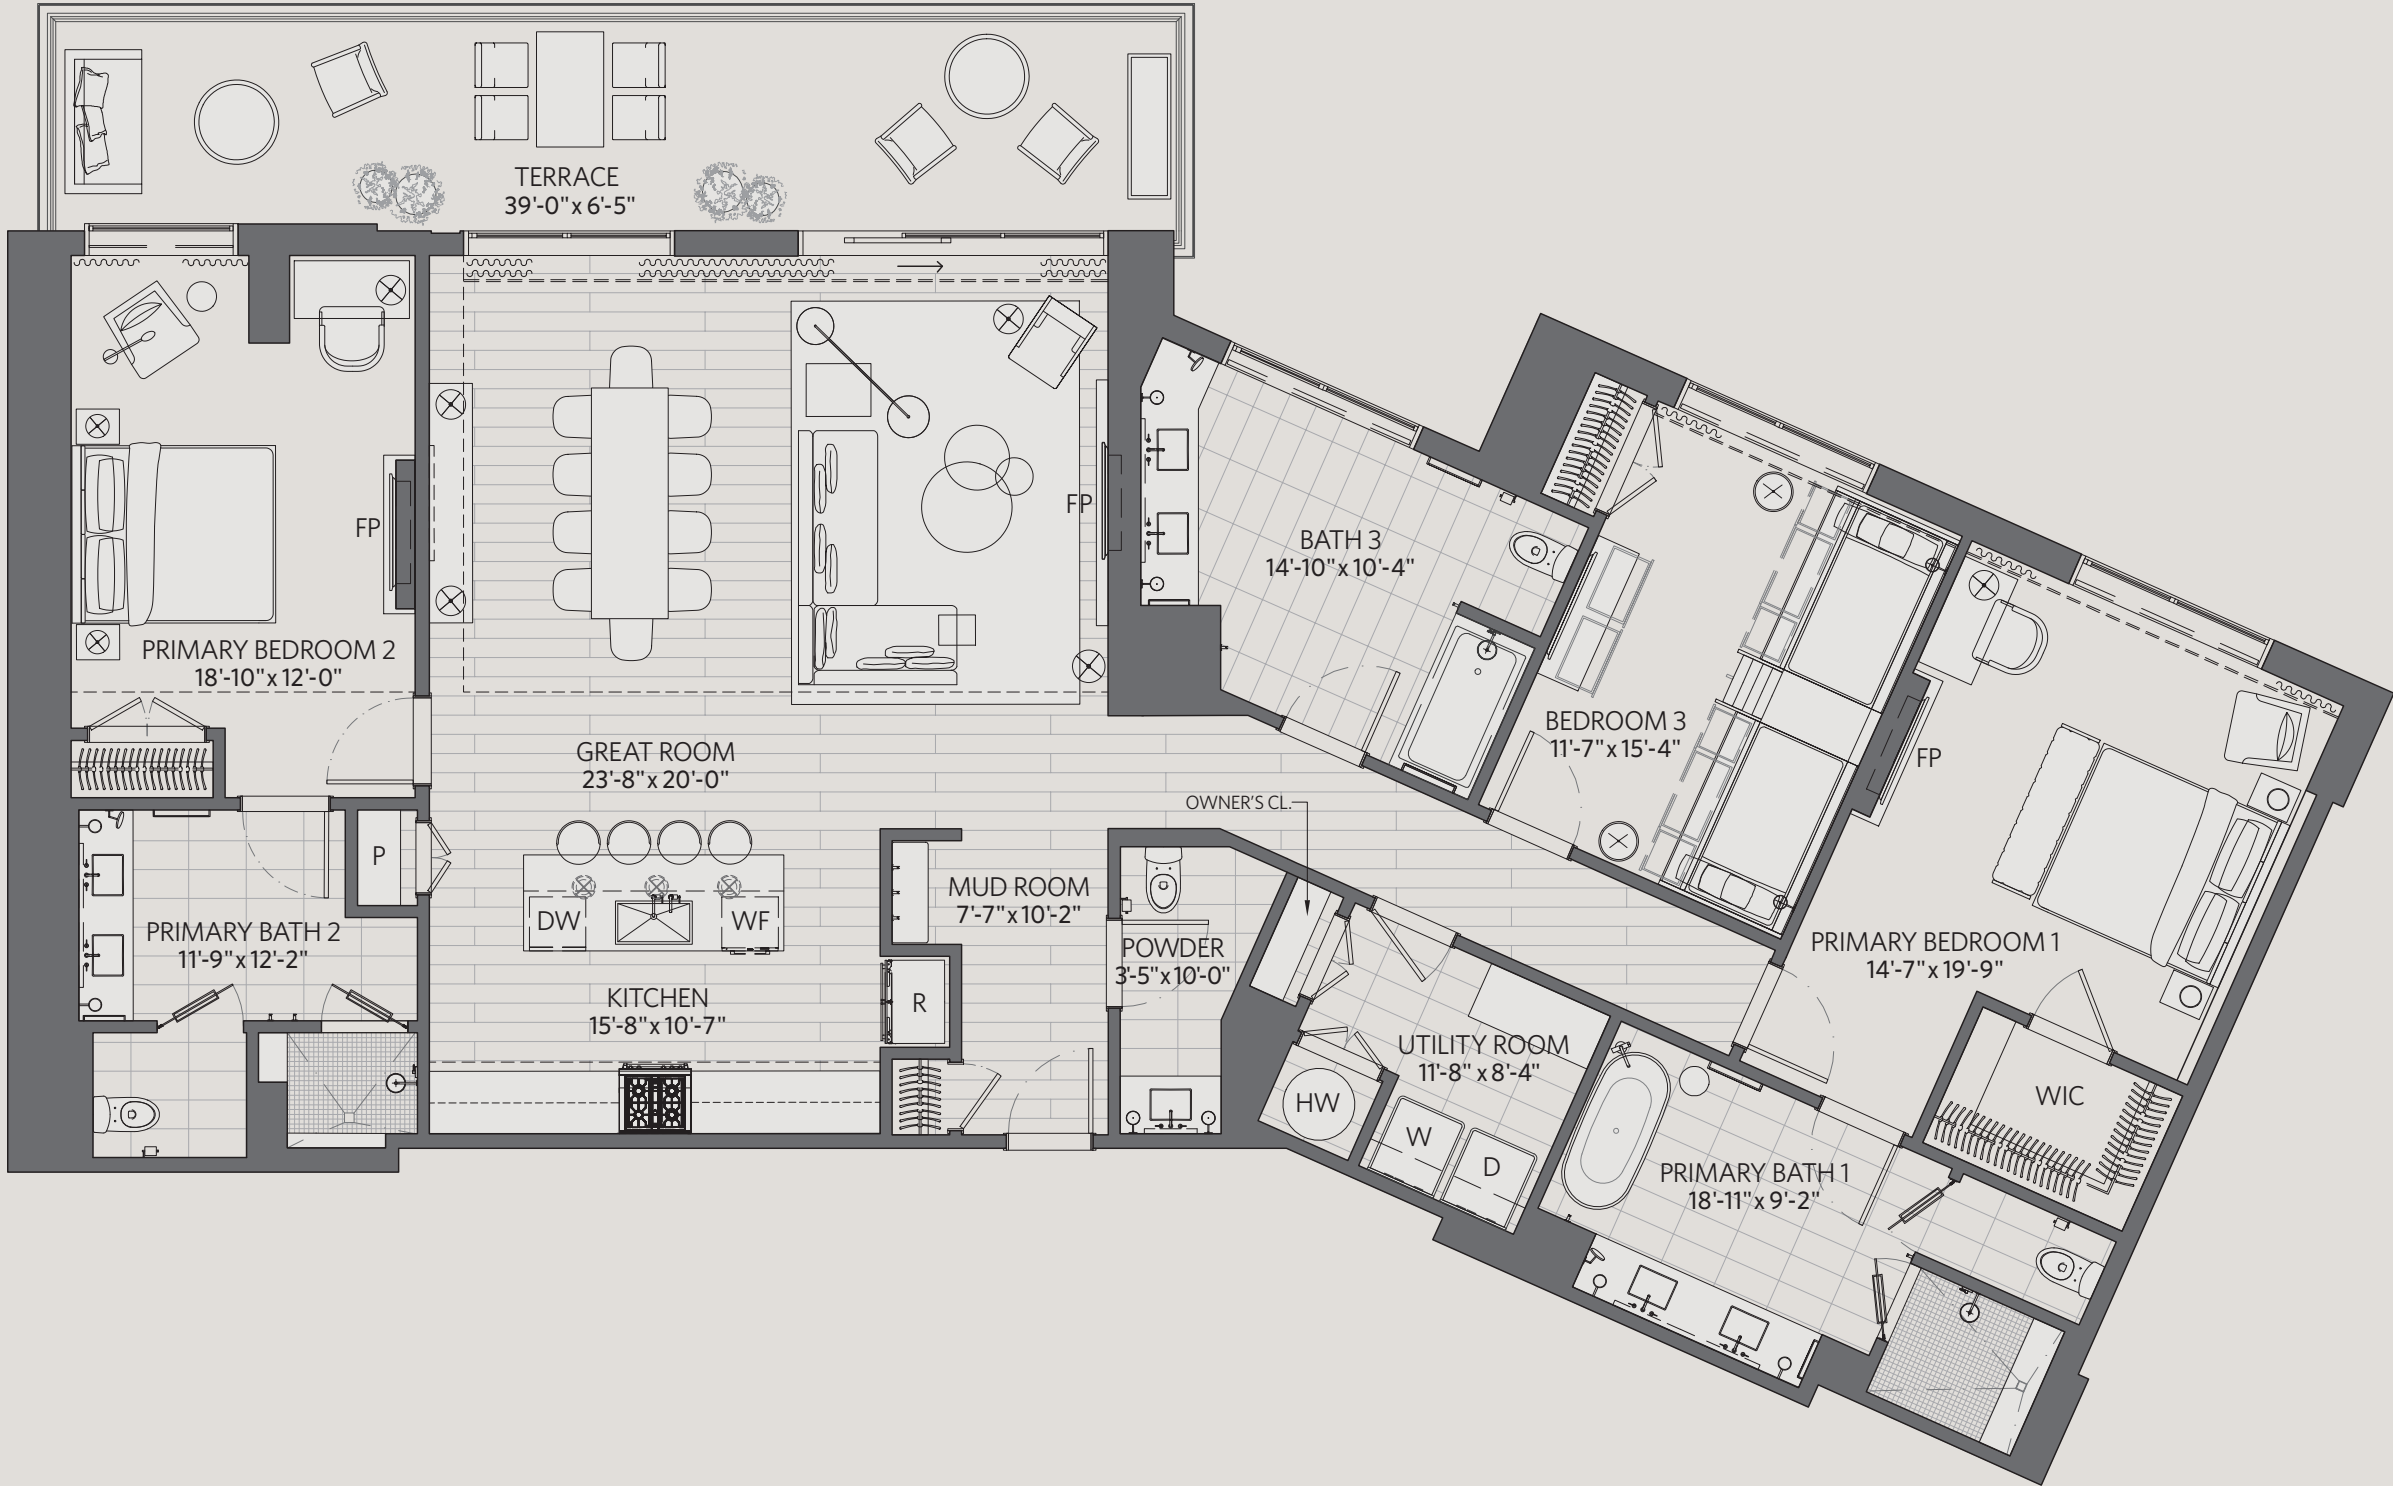 TERRACE
39'-0" x 6'-5"
FP
FP
BATH 3
14'-10" x 10'-4"
PRIMARY BEDROOM 2
18'-10" x 12'-0"
BEDROOM 3
11'-7" x 15'-4"
FP
GREAT ROOM
23'-8" x 20'-0"
OWNER'S CL.
P
MUD ROOM
7'-7" x 10'-2"
DW
WF
PRIMARY BATH 2
11'-9" x 12'-2"
POWDER
3'-5" x 10'-0"
PRIMARY BEDROOM 1
14'-7" x 19'-9"
KITCHEN
15'-8" x 10'-7"
R
UTILITY ROOM
11'-8" x 8'-4"
HW
WIC
W
D
PRIMARY BATH 1
18'-11" x 9'-2"